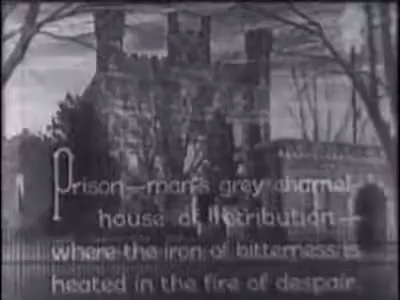 Prison—man's grey charnel-
house of Retribution—
where the iron of bitterness is
heated in the fire of despair.